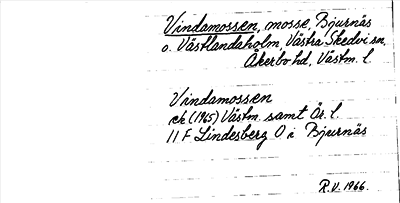 Vindamossen, mosse, Bjurnäs
o. Västlandaholm, Västra Skedvi sn,
Åkerbo hd, Västm. l.
Vindamossen
ek (1965) Västm. samt Ör. l.
11 F Lindesberg O i Bjurnäs
R.V. 1966.